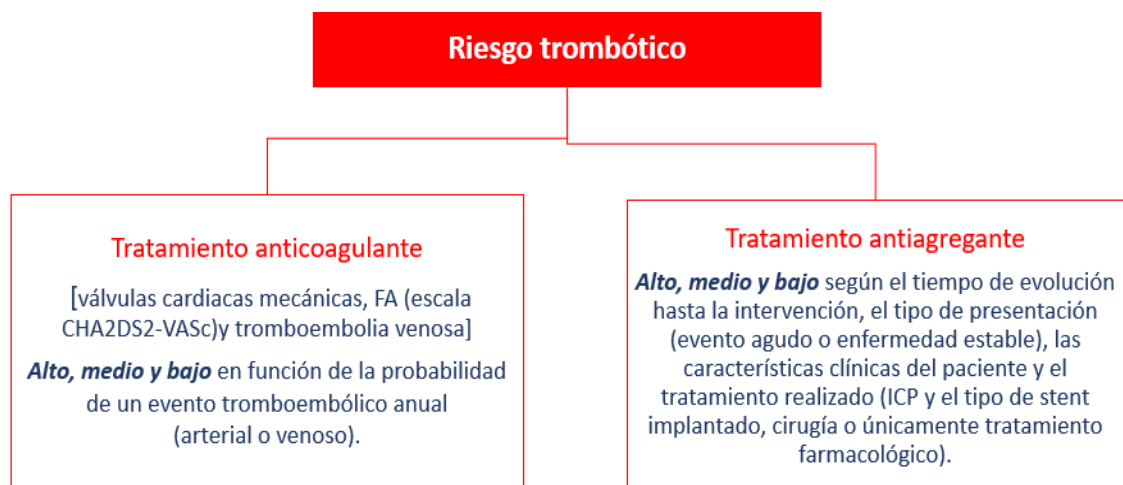 Riesgo trombótico
Tratamiento anticoagulante
[válvulas cardiacas mecánicas, FA (escala
CHA2DS2-VASc)y tromboembolia venosa]
Alto, medio y bajo en función de la probabilidad
de un evento tromboembólico anual
(arterial o venoso).
Tratamiento antiagregante
Alto, medio y bajo según el tiempo de evolución
hasta la intervención, el tipo de presentación
(evento agudo o enfermedad estable), las
características clínicas del paciente y el
tratamiento realizado (ICP y el tipo de stent
implantado, cirugía o únicamente tratamiento
farmacológico).